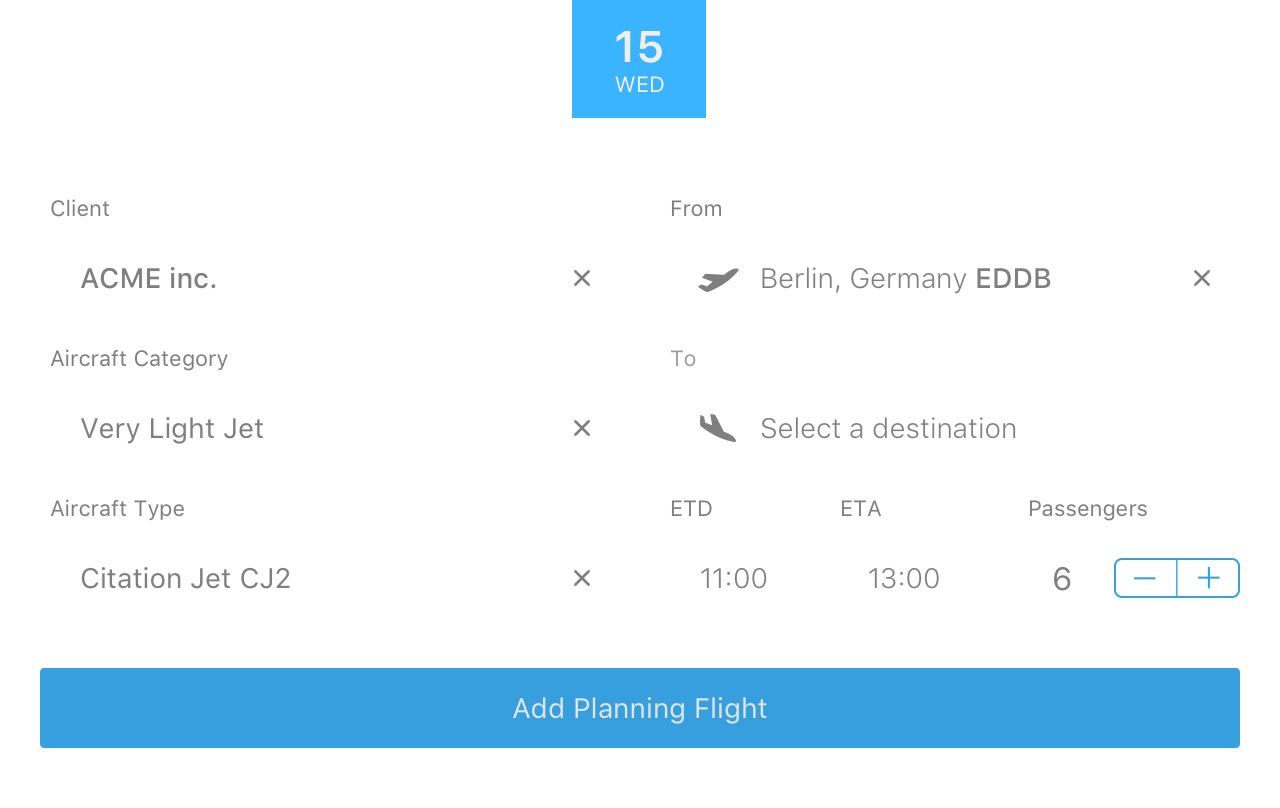 15
WED
Client
ACME inc.
Aircraft Category
Very Light Jet
Aircraft Type
Citation Jet CJ2
From
Berlin, Germany EDDB
To
Select a destination
ETD ETA Passengers
11:00 13:00 6
Add Planning Flight